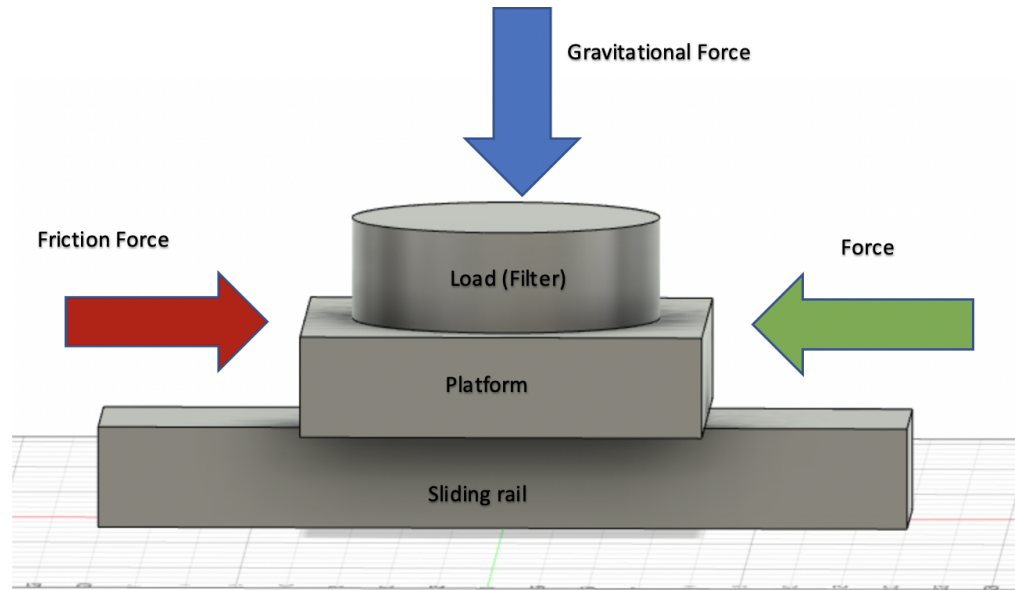 Gravitational Force
Friction Force
Force
Load (Filter)
Platform
Sliding rail